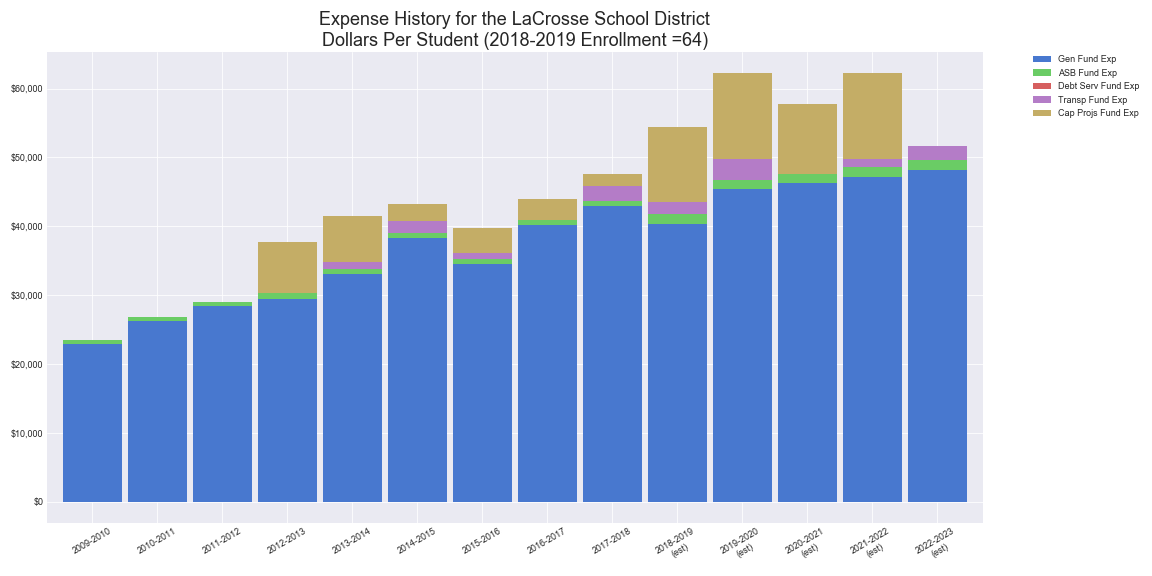 Expense History for the LaCrosse School District
Dollars Per Student (2018-2019 Enrollment =64)
Gen Fund Exp
ASB Fund Exp
Debt Serv Fund Exp
Transp Fund Exp
Cap Projs Fund Exp
$60,000
$50,000
$40,000
$30,000
$20,000
$10,000
$0
2009-2010
2010-2011
2011-2012
2012-2013
2013-2014
2014-2015
2015-2016
2016-2017
2017-2018
2018-2019
(est)
2019-2020
(est)
2020-2021
(est)
2021-2022
(est)
2022-2023
(est)